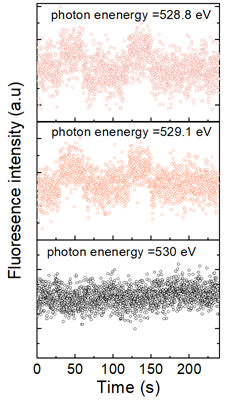 photon enenergy =528.8 eV
photon enenergy =529.1 eV
photon enenergy =530 eV
Fluoresence intensity (a.u)
0 50 100 150 200
Time (s)